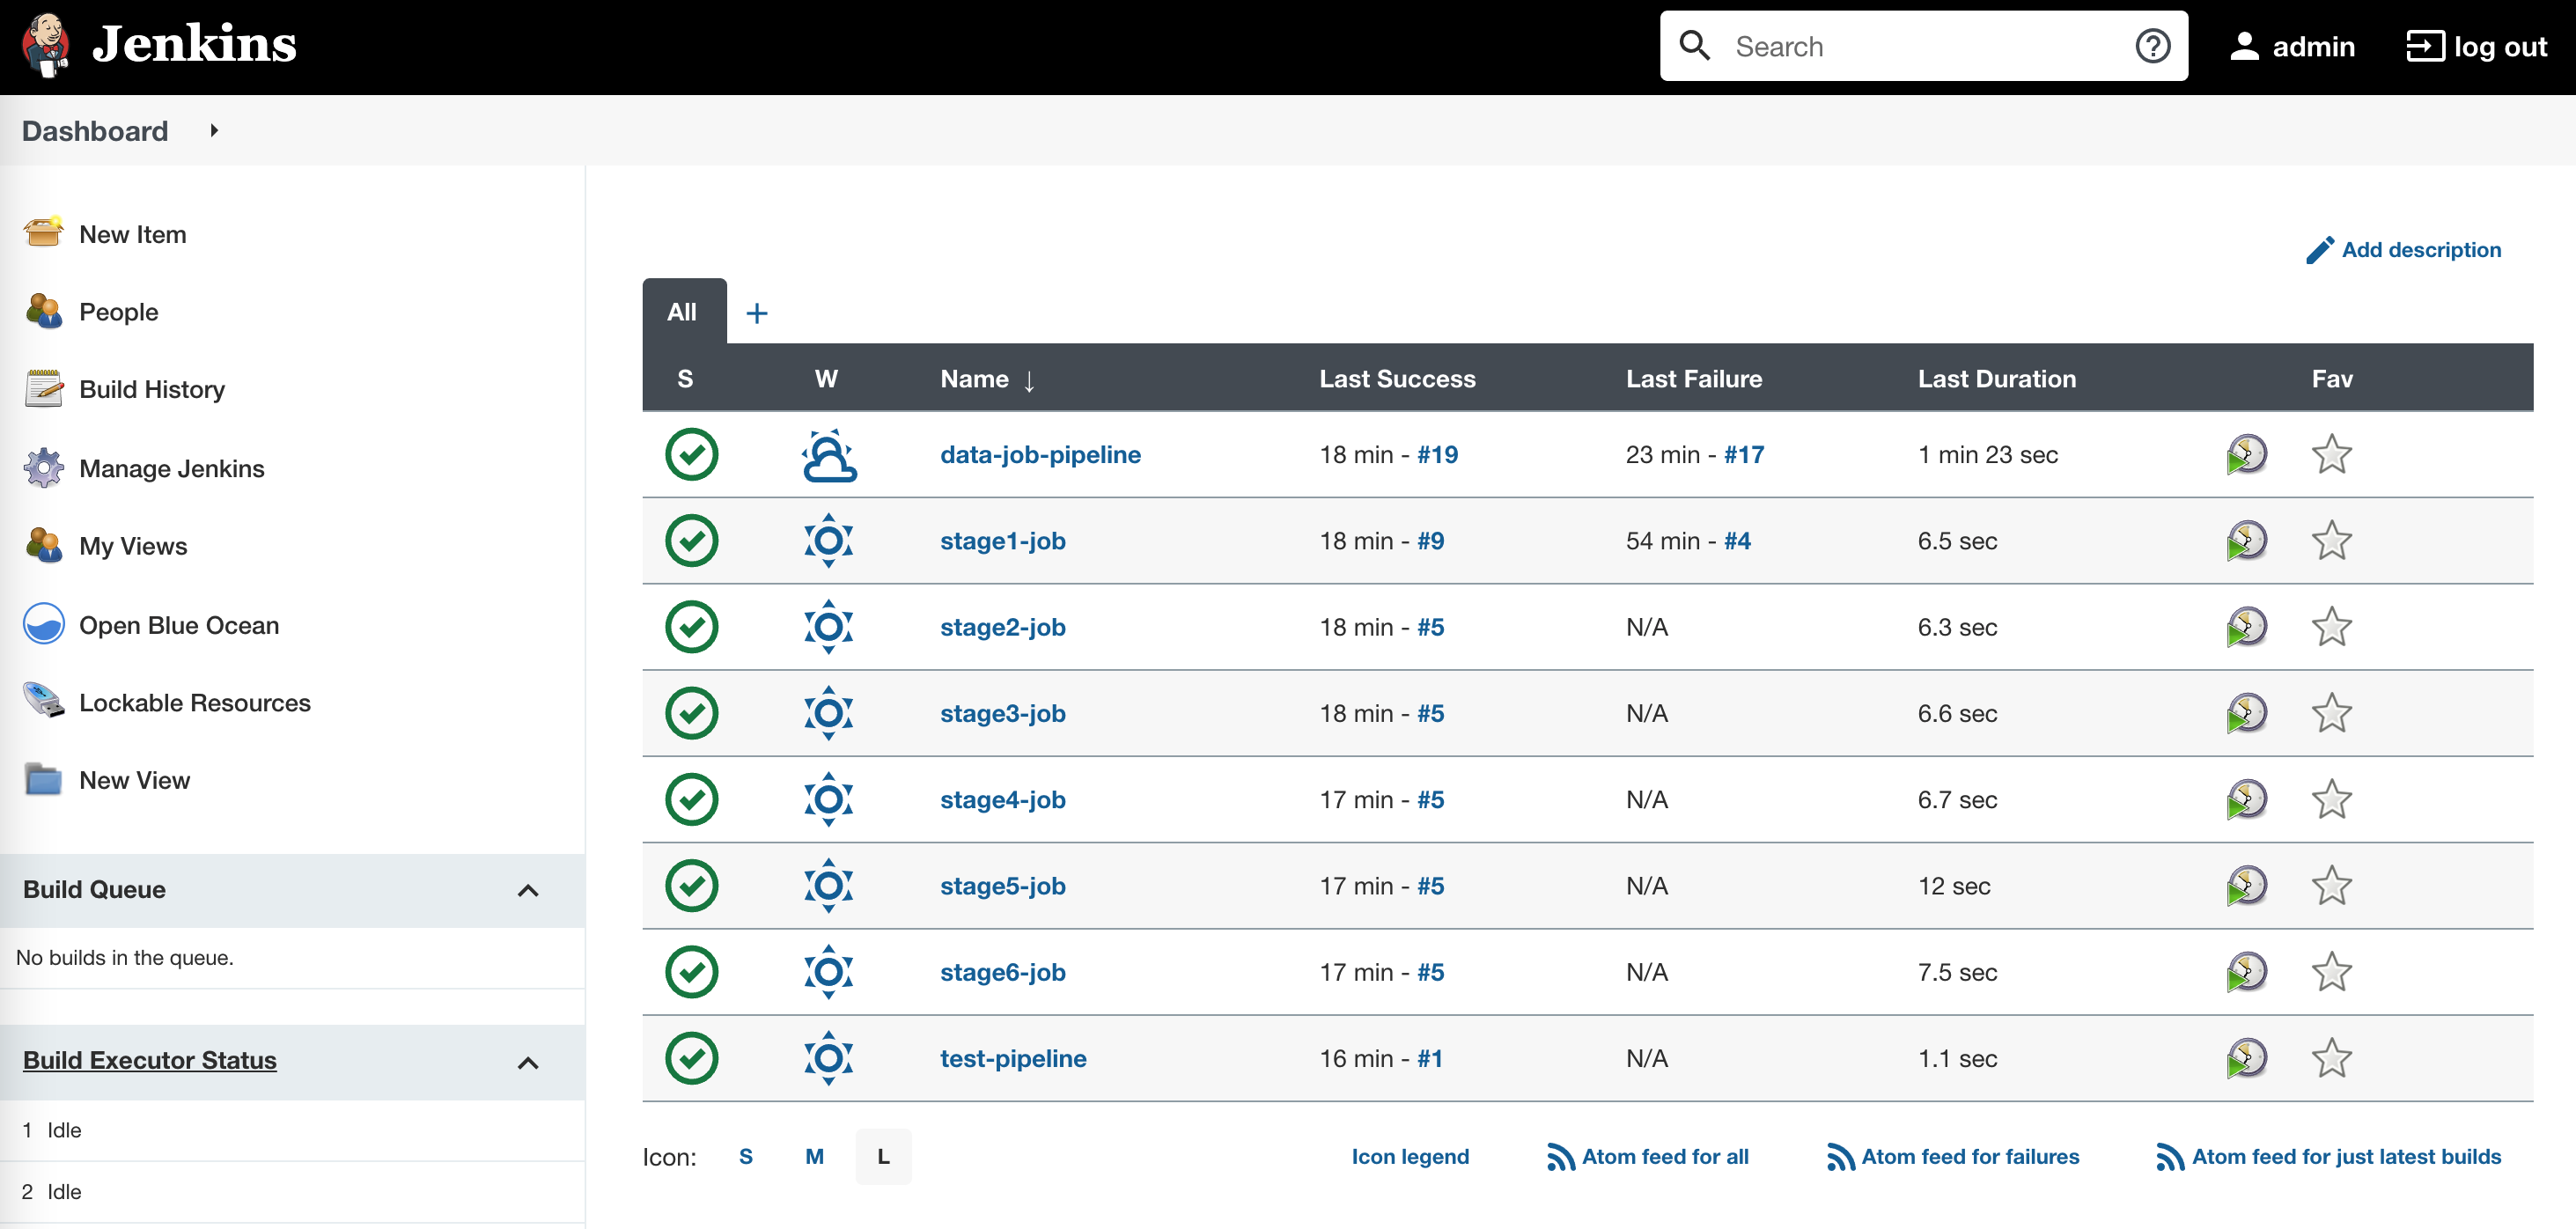 Jenkins
Search
admin
log out
Dashboard
New Item
People
Build History
Manage Jenkins
My Views
Open Blue Ocean
Lockable Resources
New View
Build Queue
No builds in the queue.
Build Executor Status
1 Idle
2 Idle
Add description
All +
S W Name ↓ Last Success Last Failure Last Duration Fav
data-job-pipeline 18 min - #19 23 min - #17 1 min 23 sec
stage1-job 18 min - #9 54 min - #4 6.5 sec
stage2-job 18 min - #5 N/A 6.3 sec
stage3-job 18 min - #5 N/A 6.6 sec
stage4-job 17 min - #5 N/A 6.7 sec
stage5-job 17 min - #5 N/A 12 sec
stage6-job 17 min - #5 N/A 7.5 sec
test-pipeline 16 min - #1 N/A 1.1 sec
Icon: S M L Icon legend Atom feed for all Atom feed for failures Atom feed for just latest builds